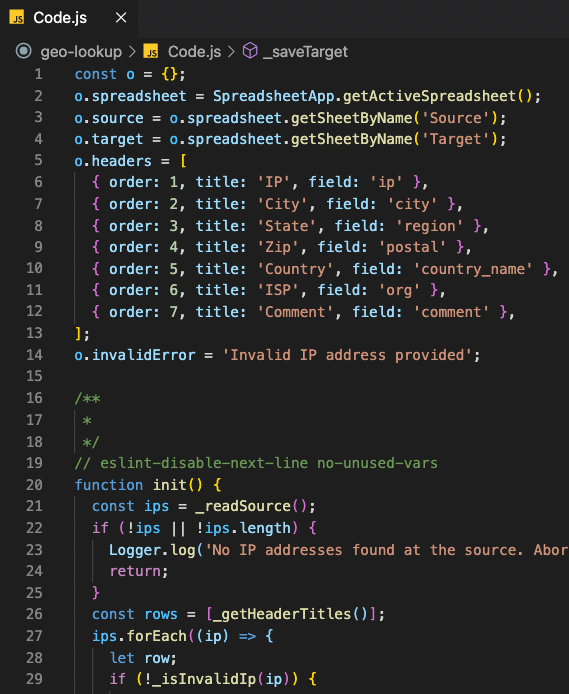 JS Code.js ×
geo-lookup > JS Code.js > _saveTarget
1 const o = {};
2 o.spreadsheet = SpreadsheetApp.getActiveSpreadsheet();
3 o.source = o.spreadsheet.getSheetByName('Source');
4 o.target = o.spreadsheet.getSheetByName('Target');
5 o.headers = [
6   { order: 1, title: 'IP', field: 'ip' },
7   { order: 2, title: 'City', field: 'city' },
8   { order: 3, title: 'State', field: 'region' },
9   { order: 4, title: 'Zip', field: 'postal' },
10   { order: 5, title: 'Country', field: 'country_name' },
11   { order: 6, title: 'ISP', field: 'org' },
12   { order: 7, title: 'Comment', field: 'comment' },
13 ];
14 o.invalidError = 'Invalid IP address provided';
15
16 /**
17  *
18  */
19 // eslint-disable-next-line no-unused-vars
20 function init() {
21   const ips = _readSource();
22   if (!ips || !ips.length) {
23     Logger.log('No IP addresses found at the source. Abor
24     return;
25   }
26   const rows = [_getHeaderTitles()];
27   ips.forEach((ip) => {
28     let row;
29     if (!_isInvalidIp(ip)) {